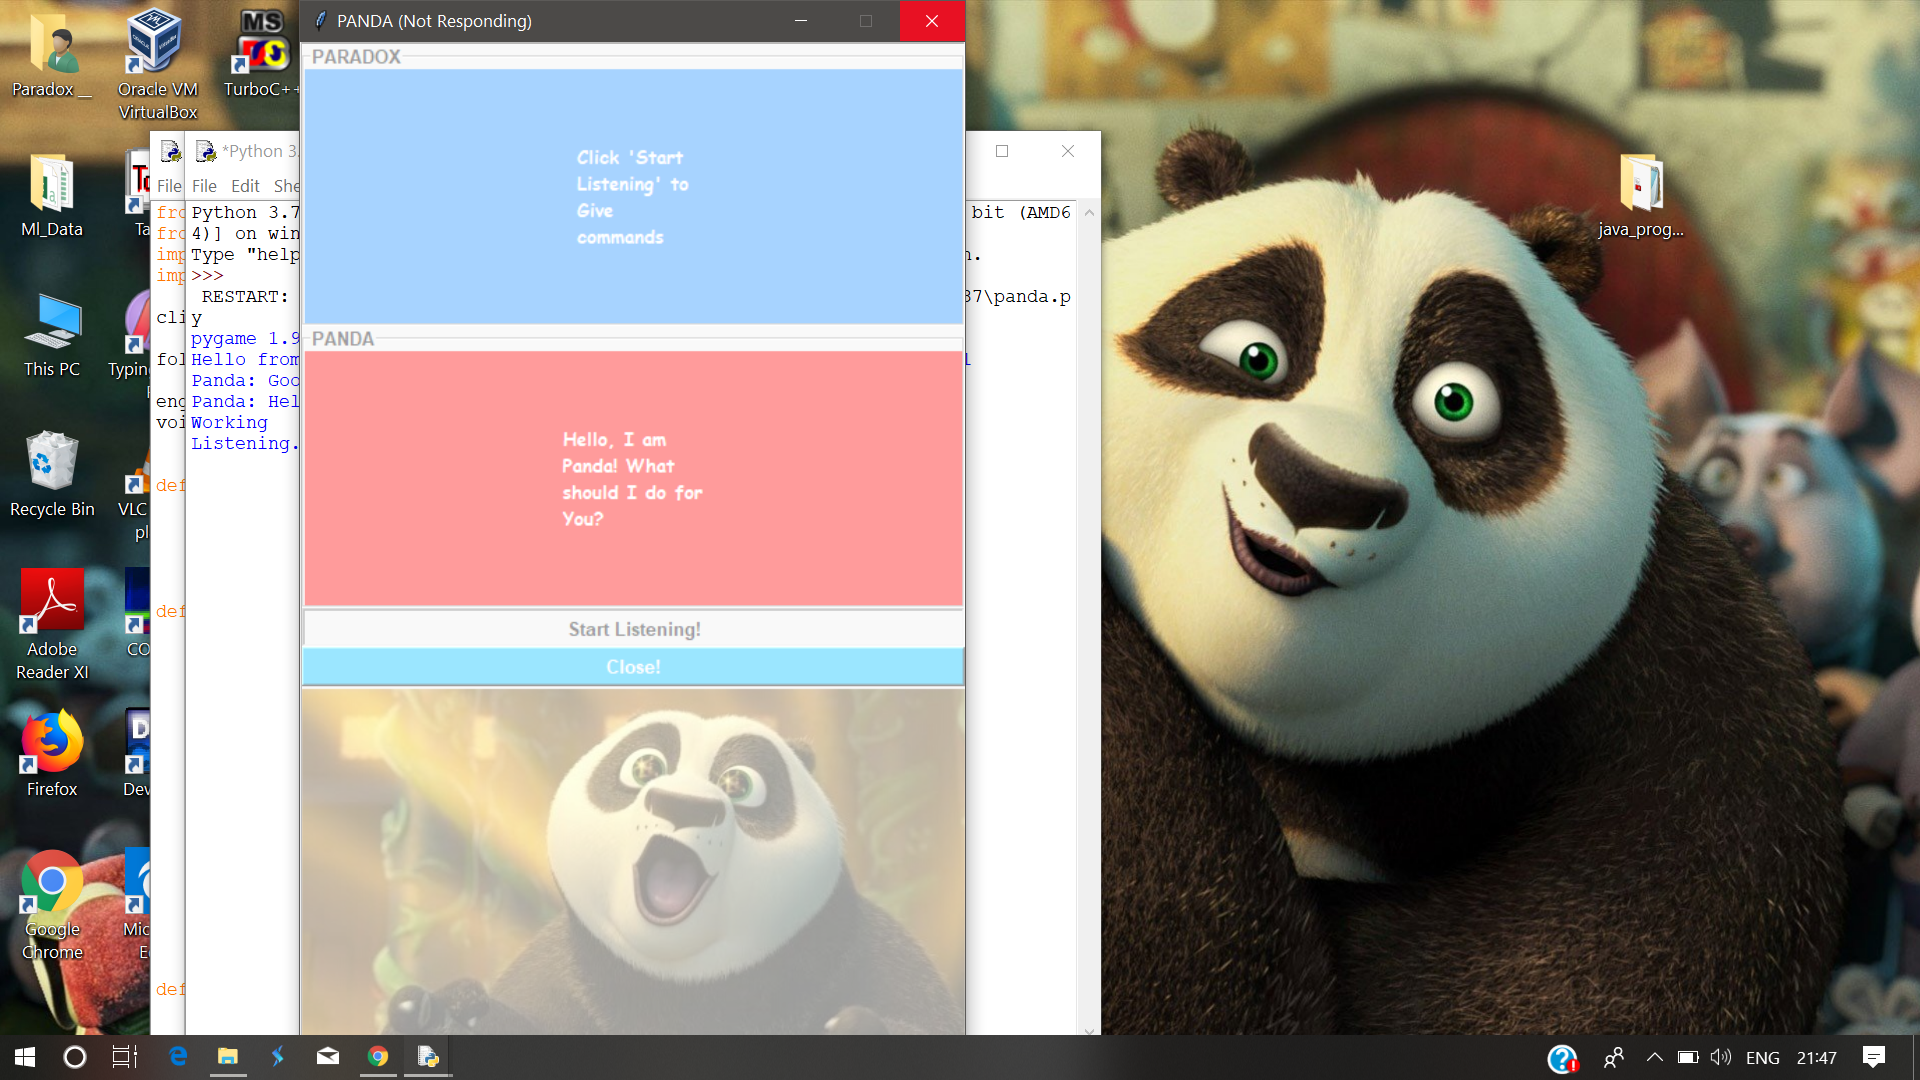 PANDA (Not Responding)
PARADOX
Click 'Start
Listening' to
Give
commands
PANDA
Hello, I am
Panda! What
should I do for
You?
Start Listening!
Close!
Paradox __
Oracle VM
VirtualBox
TurboC++
Ml_Data
Ta
This PC
Typing
Recycle Bin
VLC
pl
Adobe
Reader XI
CO
Firefox
Dev
Google
Chrome
Mic
E
java_prog...
*Python 3.
File
File Edit She
fro
fro
imp
imp
cli
fol
eng
voi
def
def
def
Python 3.7 bit (AMD6
4)] on win
Type "help n.
>>>
RESTART: 37\panda.p
y
pygame 1.9
Hello from
Panda: Goo
Panda: Hel
Working
Listening.
ENG 21:47